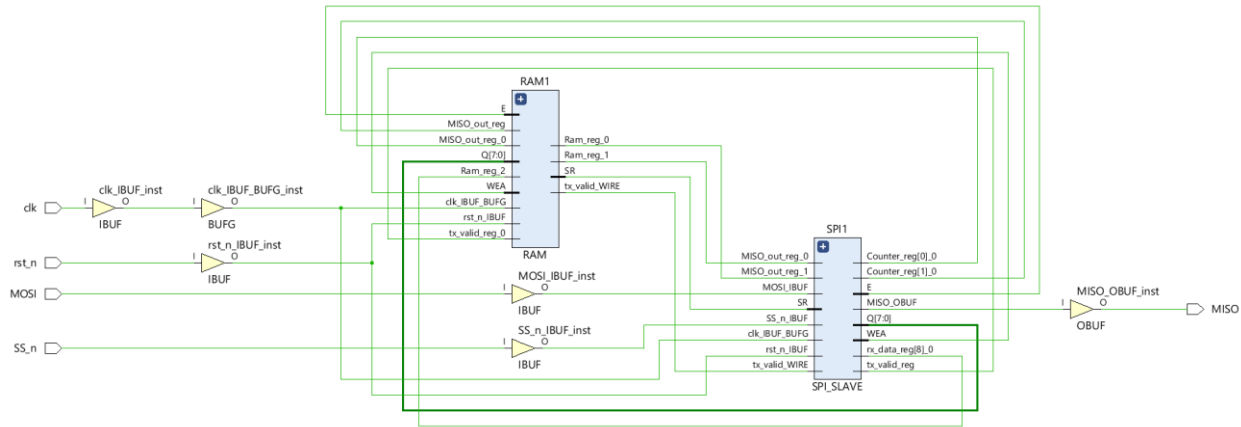 RAM1
E
MISO_out_reg
MISO_out_reg_0
Q[7:0]
Ram_reg_2
WEA
clk_IBUF_BUFG
rst_n_IBUF
tx_valid_reg_0
Ram_reg_0
Ram_reg_1
SR
tx_valid_WIRE
RAM
clk
I
clk_IBUF_inst
O
IBUF
I
clk_IBUF_BUFG_inst
O
BUFG
rst_n
I
rst_n_IBUF_inst
O
IBUF
MOSI
I
MOSI_IBUF_inst
O
IBUF
SS_n
I
SS_n_IBUF_inst
O
IBUF
SPI1
MISO_out_reg_0
MISO_out_reg_1
MOSI_IBUF
SR
SS_n_IBUF
clk_IBUF_BUFG
rst_n_IBUF
tx_valid_WIRE
Counter_reg[0]_0
Counter_reg[1]_0
E
MISO_OBUF
Q[7:0]
WEA
rx_data_reg[8]_0
tx_valid_reg
SPI_SLAVE
I
MISO_OBUF_inst
O
OBUF
MISO